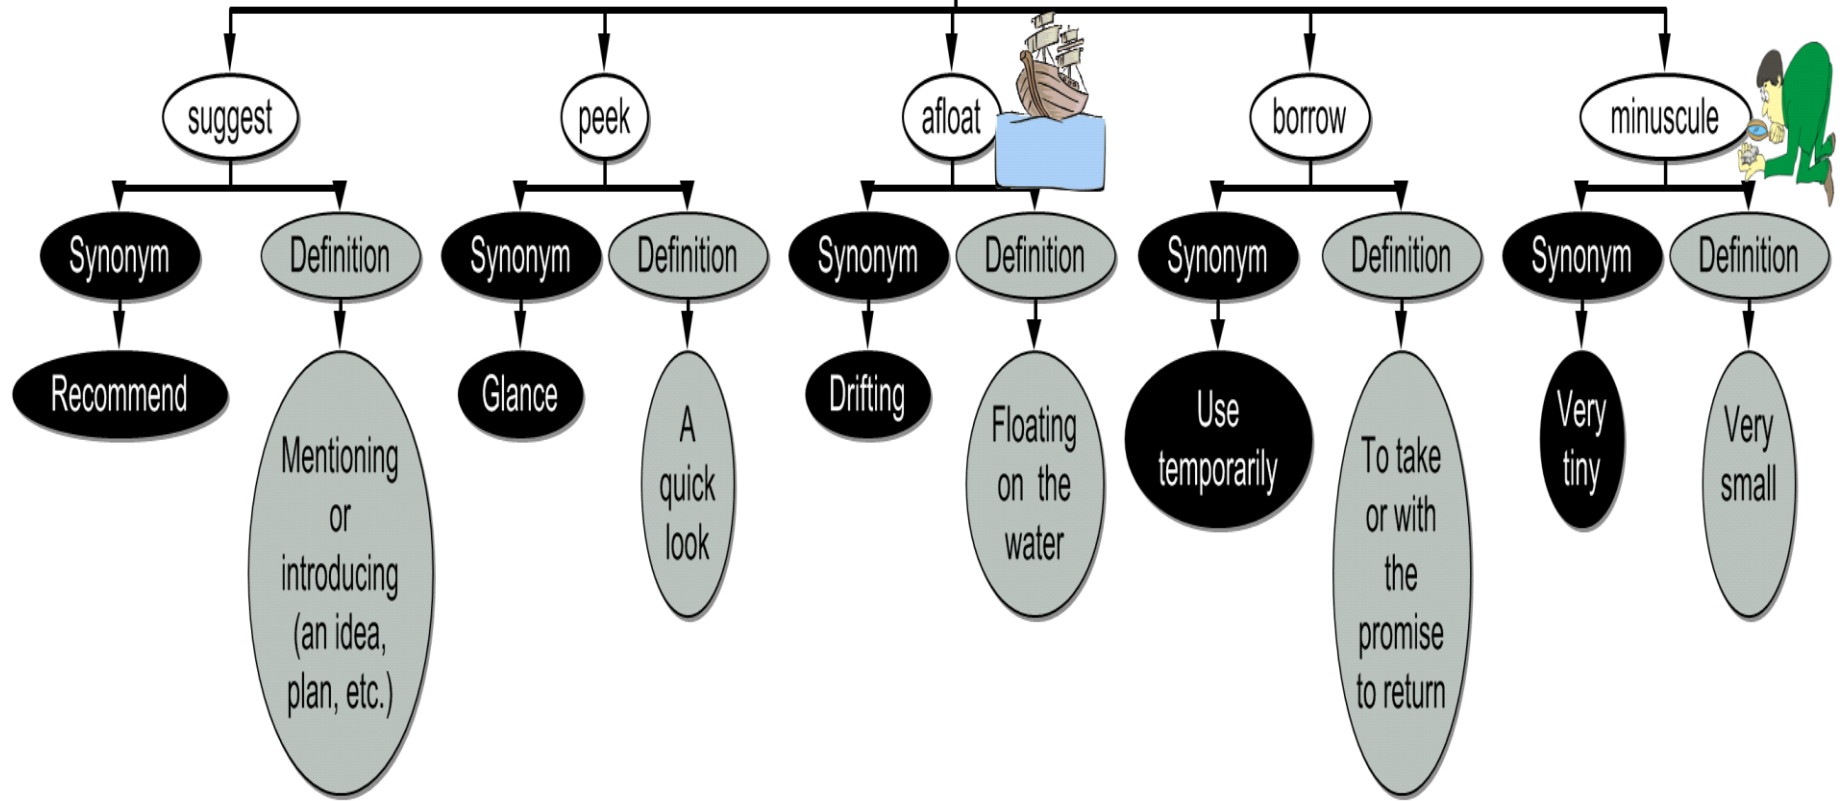 suggest
peek
afloat
borrow
minuscule
Synonym
Definition
Synonym
Definition
Synonym
Definition
Synonym
Definition
Synonym
Definition
Recommend
Mentioning
or
introducing
(an idea,
plan, etc.)
Glance
A
quick
look
Drifting
Floating
on the
water
Use
temporarily
To take
or with
the
promise
to return
Very
tiny
Very
small